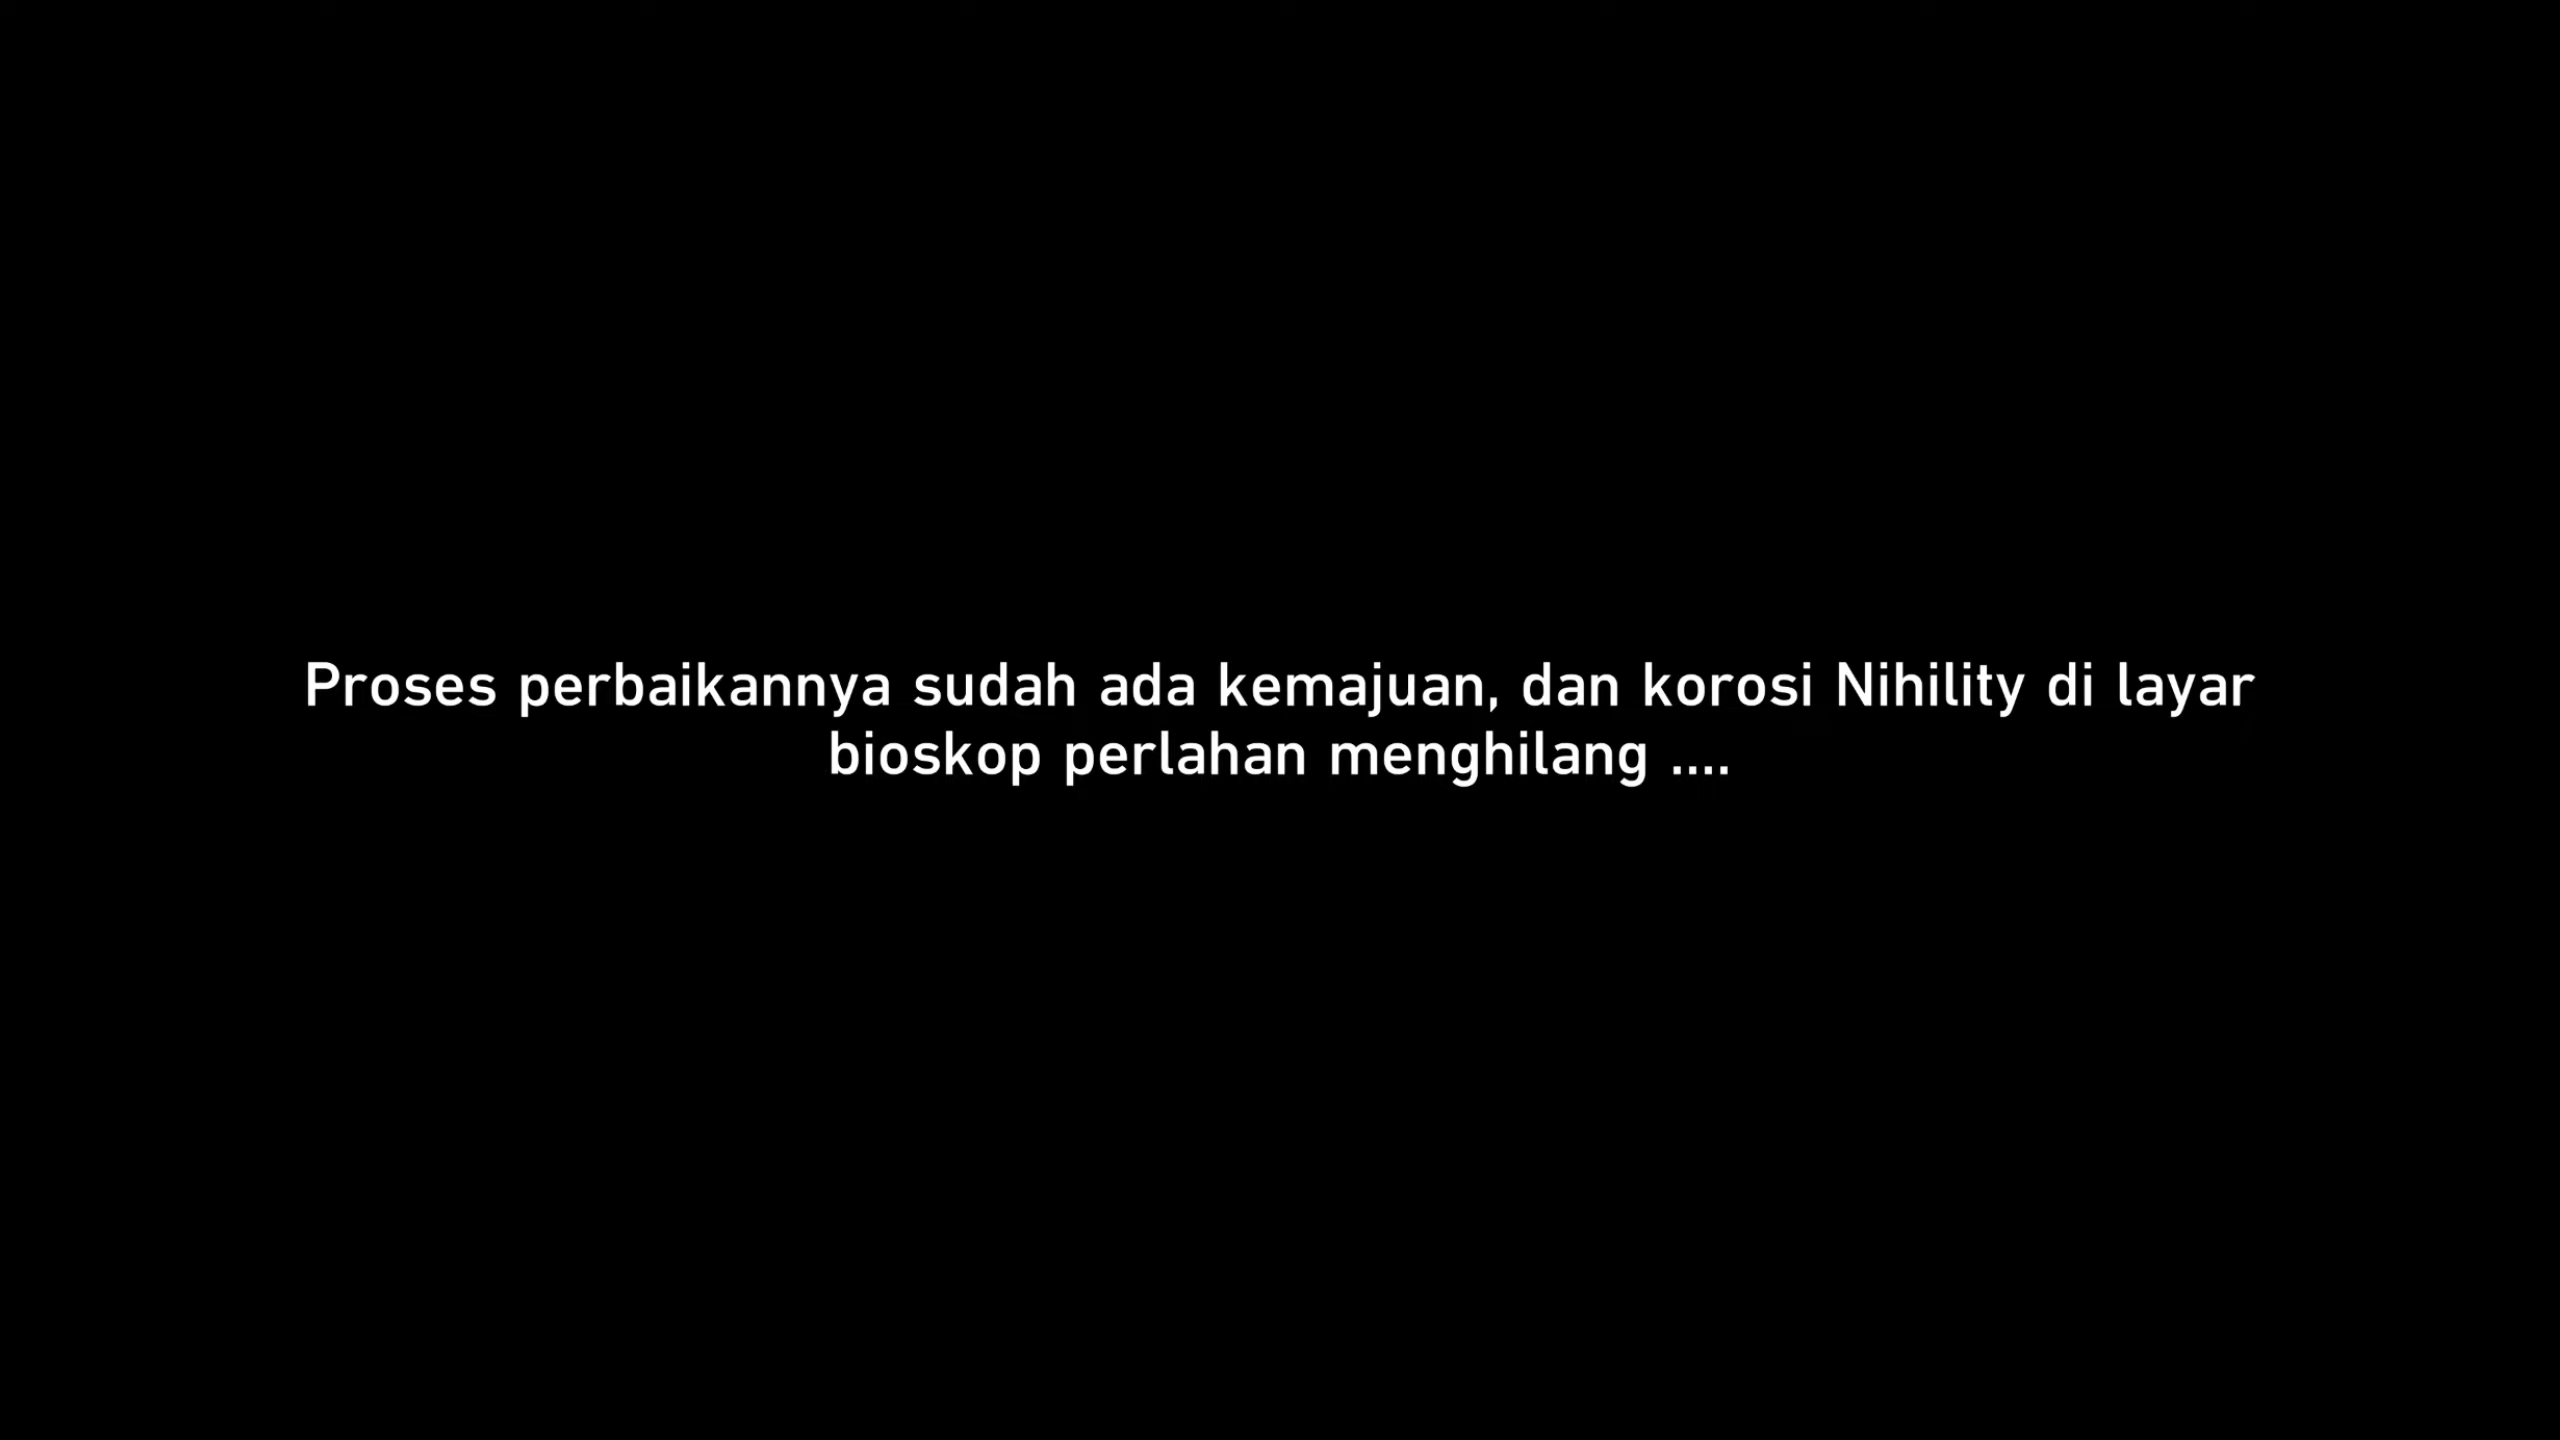 Proses perbaikannya sudah ada kemajuan, dan korosi Nihility di layar
bioskop perlahan menghilang ....